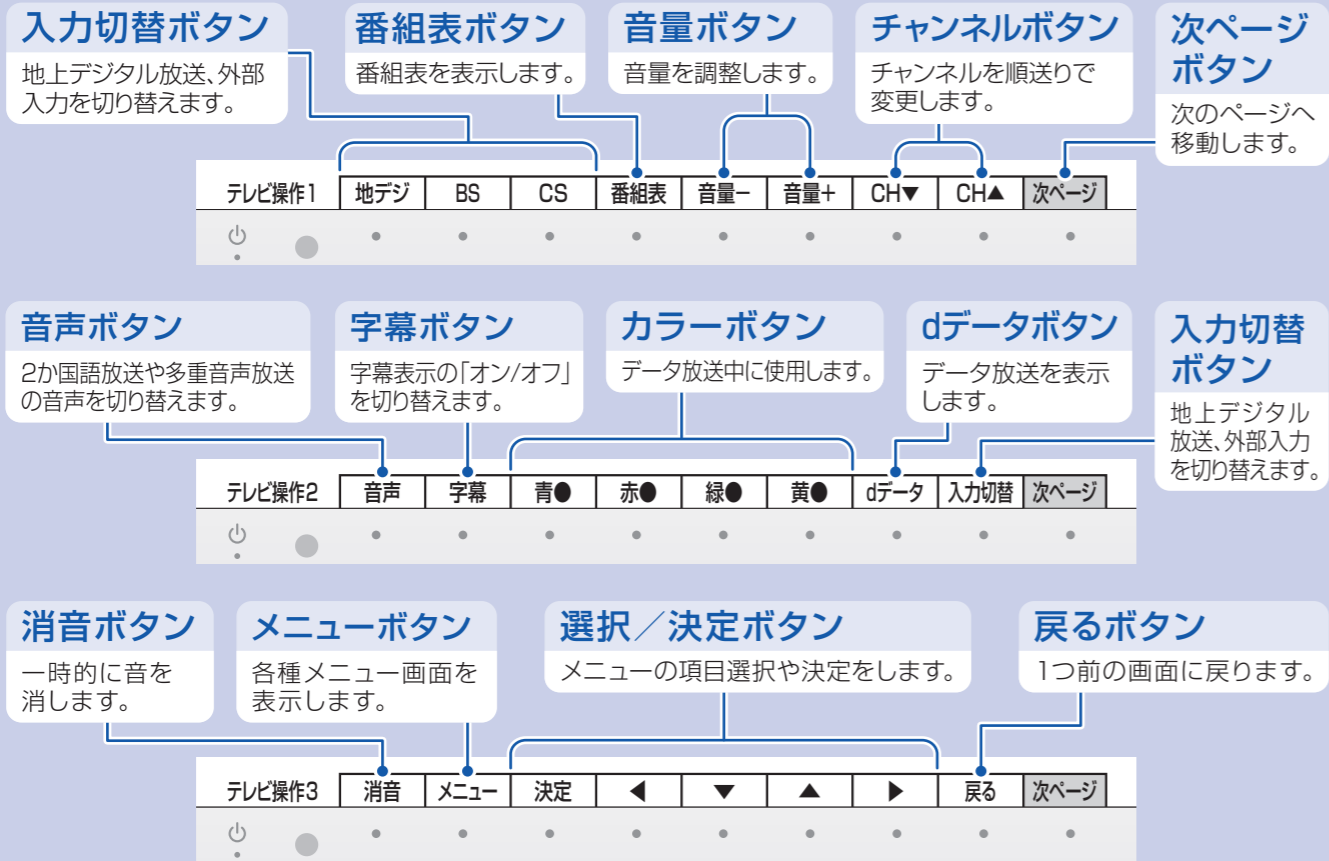 入力切替ボタン
地上デジタル放送、外部
入力を切り替えます。
番組表ボタン
番組表を表示します。
音量ボタン
音量を調整します。
チャンネルボタン
チャンネルを順送りで
変更します。
次ページ
ボタン
次のページへ
移動します。
テレビ操作1 地デジ BS CS 番組表 音量− 音量+ CH▼ CH▲ 次ページ
音声ボタン
2か国語放送や多重音声放送
の音声を切り替えます。
字幕ボタン
字幕表示の「オン/オフ」
を切り替えます。
カラーボタン
データ放送中に使用します。
dデータボタン
データ放送を表示
します。
入力切替
ボタン
地上デジタル
放送、外部入力
を切り替えます。
テレビ操作2 音声 字幕 青● 赤● 緑● 黄● dデータ 入力切替 次ページ
消音ボタン
一時的に音を
消します。
メニューボタン
各種メニュー画面を
表示します。
選択／決定ボタン
メニューの項目選択や決定をします。
戻るボタン
1つ前の画面に戻ります。
テレビ操作3 消音 メニュー 決定 ◀ ▼ ▲ ▶ 戻る 次ページ